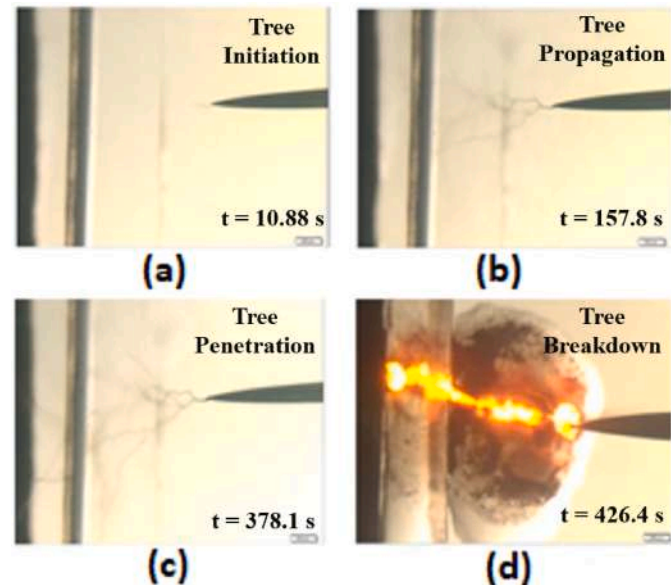 Tree
Initiation
t = 10.88 s
(a)
Tree
Propagation
t = 157.8 s
(b)
Tree
Penetration
t = 378.1 s
(c)
Tree
Breakdown
t = 426.4 s
(d)